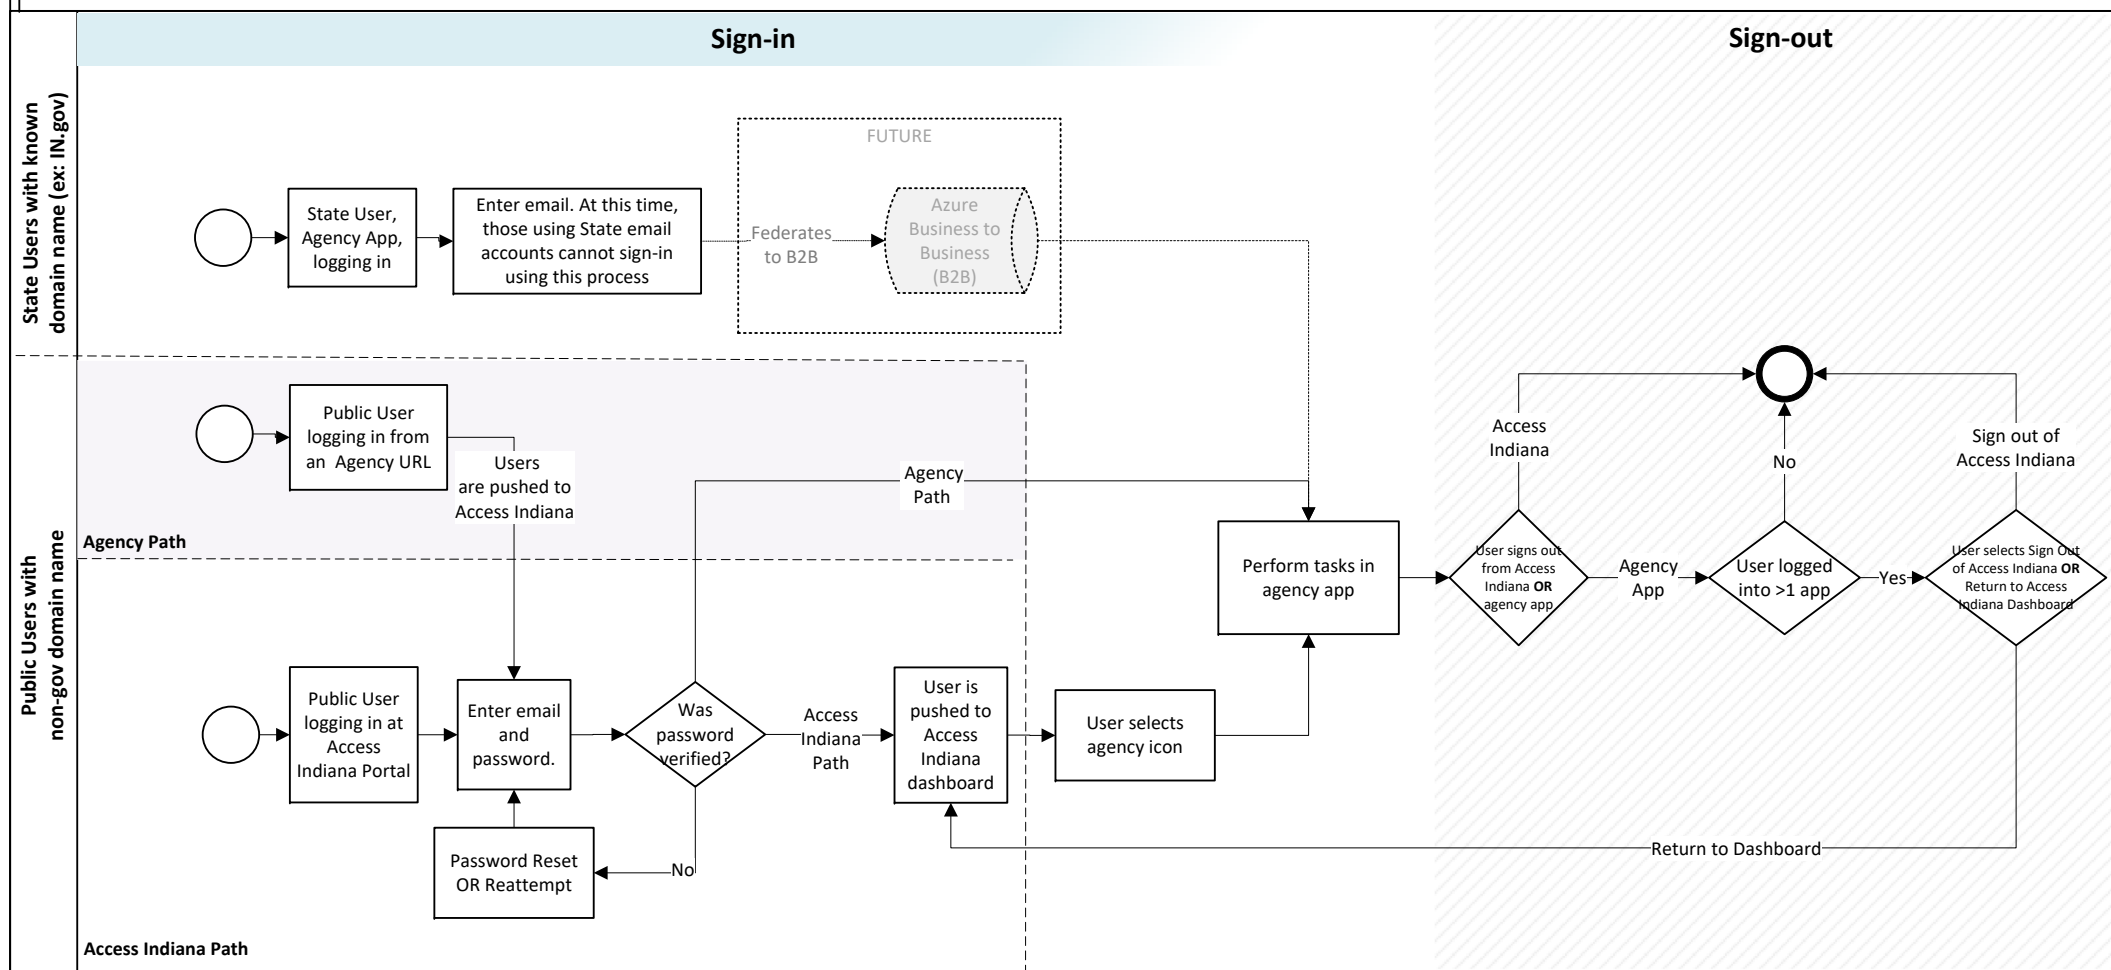 Sign-in
Sign-out
State Users with known
domain name (ex: IN.gov)
FUTURE
State User,
Agency App,
logging in
Enter email. At this time,
those using State email
accounts cannot sign-in
using this process
Federates
to B2B
Azure
Business to
Business
(B2B)
Public Users with
non-gov domain name
Public User
logging in from
an Agency URL
Users
are pushed to
Access Indiana
Agency
Path
Agency Path
Public User
logging in at
Access
Indiana Portal
Enter email
and
password.
Was
password
verified?
Access
Indiana
Path
User is
pushed to
Access
Indiana
dashboard
User selects
agency icon
Password Reset
OR Reattempt
No
Access Indiana Path
Perform tasks in
agency app
Access
Indiana
User signs out
from Access
Indiana OR
agency app
Agency
App
No
User logged
into >1 app
Yes
Sign out of
Access Indiana
User selects Sign Out
of Access Indiana OR
Return to Access
Indiana Dashboard
Return to Dashboard